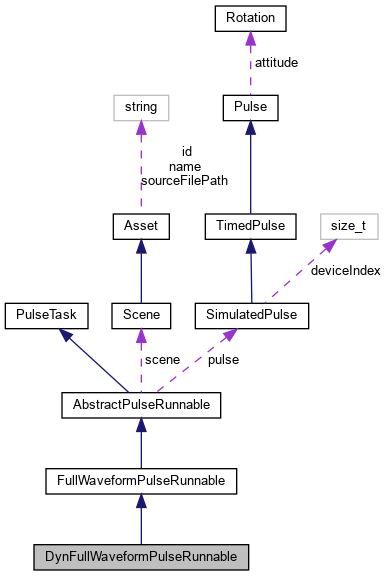 Rotation
attitude
string
Pulse
id
name
sourceFilePath
Asset
TimedPulse
size_t
deviceIndex
PulseTask
Scene
SimulatedPulse
scene
pulse
AbstractPulseRunnable
FullWaveformPulseRunnable
DynFullWaveformPulseRunnable